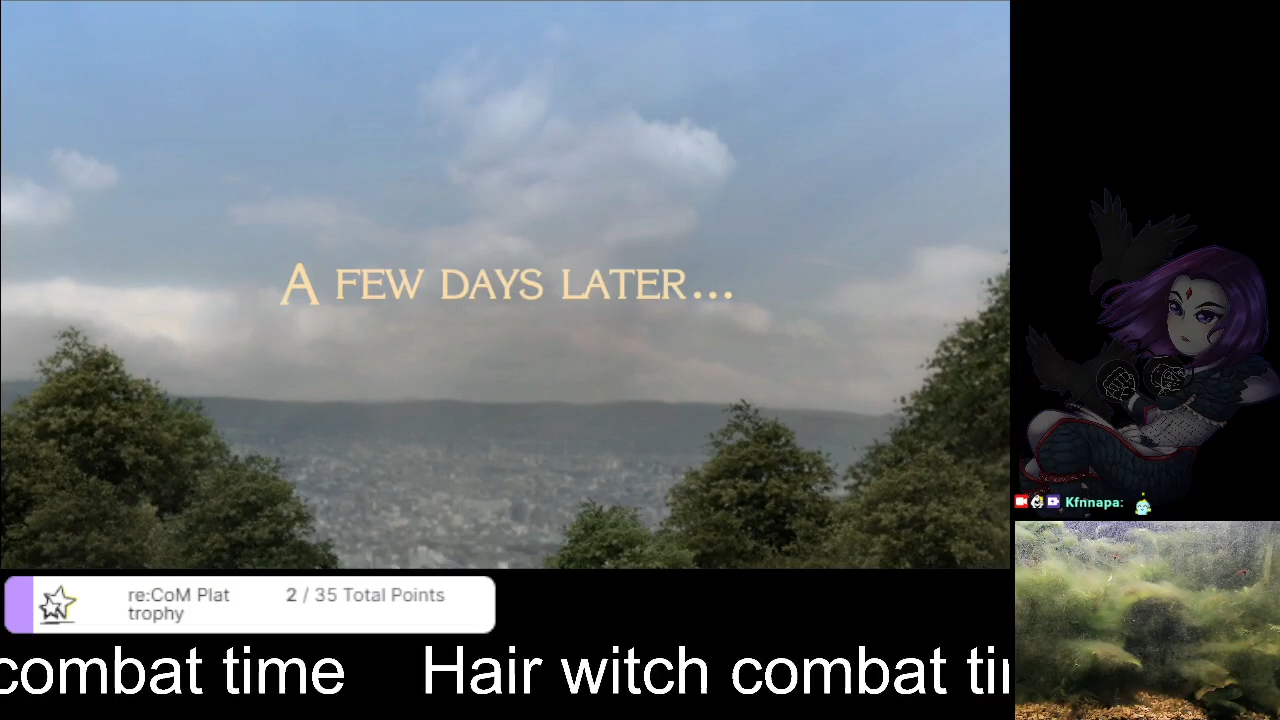 A FEW DAYS LATER...
Kfnnapa:
re:CoM Plat trophy
2 / 35 Total Points
combat time Hair witch combat ti